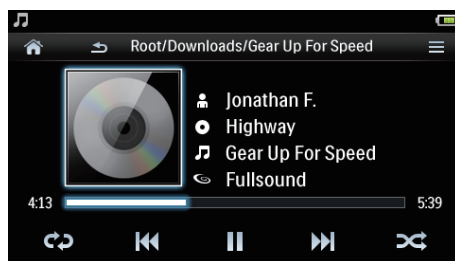 Root/Downloads/Gear Up For Speed
Jonathan F.
Highway
Gear Up For Speed
Fullsound
4:13
5:39